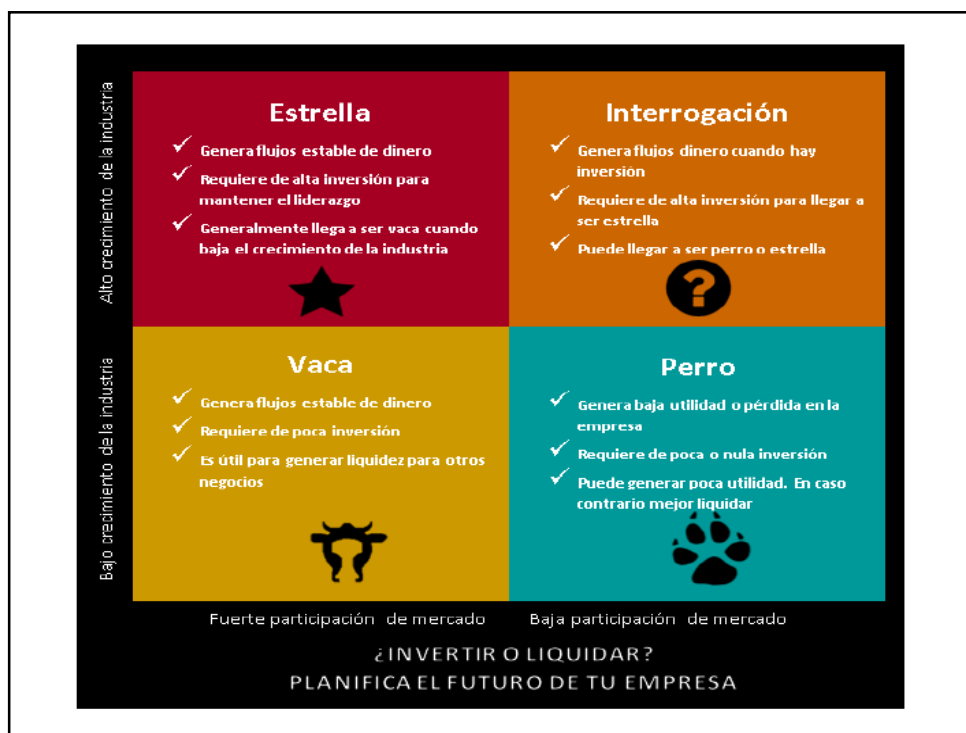 Alto crecimiento de la industria
Estrella
Genera flujos estable de dinero
Requiere de alta inversión para
mantener el liderazgo
Generalmente llega a ser vaca cuando
baja el crecimiento de la industria
Interrogación
Genera flujos dinero cuando hay
inversión
Requiere de alta inversión para llegar a
ser estrella
Puede llegar a ser perro o estrella
?
Bajo crecimiento de la industria
Vaca
Genera flujos estable de dinero
Requiere de poca inversión
Es útil para generar liquidez para otros
negocios
Perro
Genera baja utilidad o pérdida en la
empresa
Requiere de poca o nula inversión
Puede generar poca utilidad. En caso
contrario mejor liquidar
Fuerte participación de mercado
Baja participación de mercado
¿INVERTIR O LIQUIDAR?
PLANIFICA EL FUTURO DE TU EMPRESA